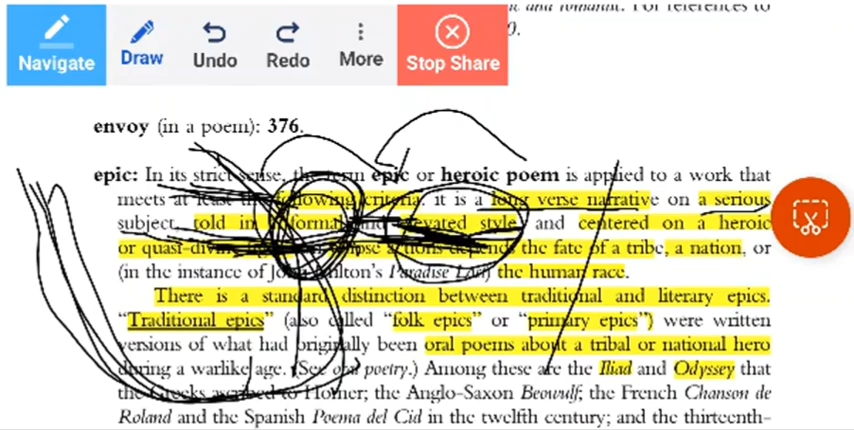 and romantic. For references to
0.
Navigate Draw Undo Redo More Stop Share
envoy (in a poem): 376.
epic: In its strict sense, the term epic or heroic poem is applied to a work that
meets at least the following criteria: it is a long verse narrative on a serious
subject, told in a formal and elevated style, and centered on a heroic
or quasi-divine whose actions depends the fate of a tribe, a nation, or
(in the instance of John Milton's Paradise Lost) the human race.
There is a standard distinction between traditional and literary epics.
"Traditional epics" (also called "folk epics" or "primary epics") were written
versions of what had originally been oral poems about a tribal or national hero
during a warlike age. (See oral poetry.) Among these are the Iliad and Odyssey that
the Greeks ascribed to Homer; the Anglo-Saxon Beowulf; the French Chanson de
Roland and the Spanish Poema del Cid in the twelfth century; and the thirteenth-